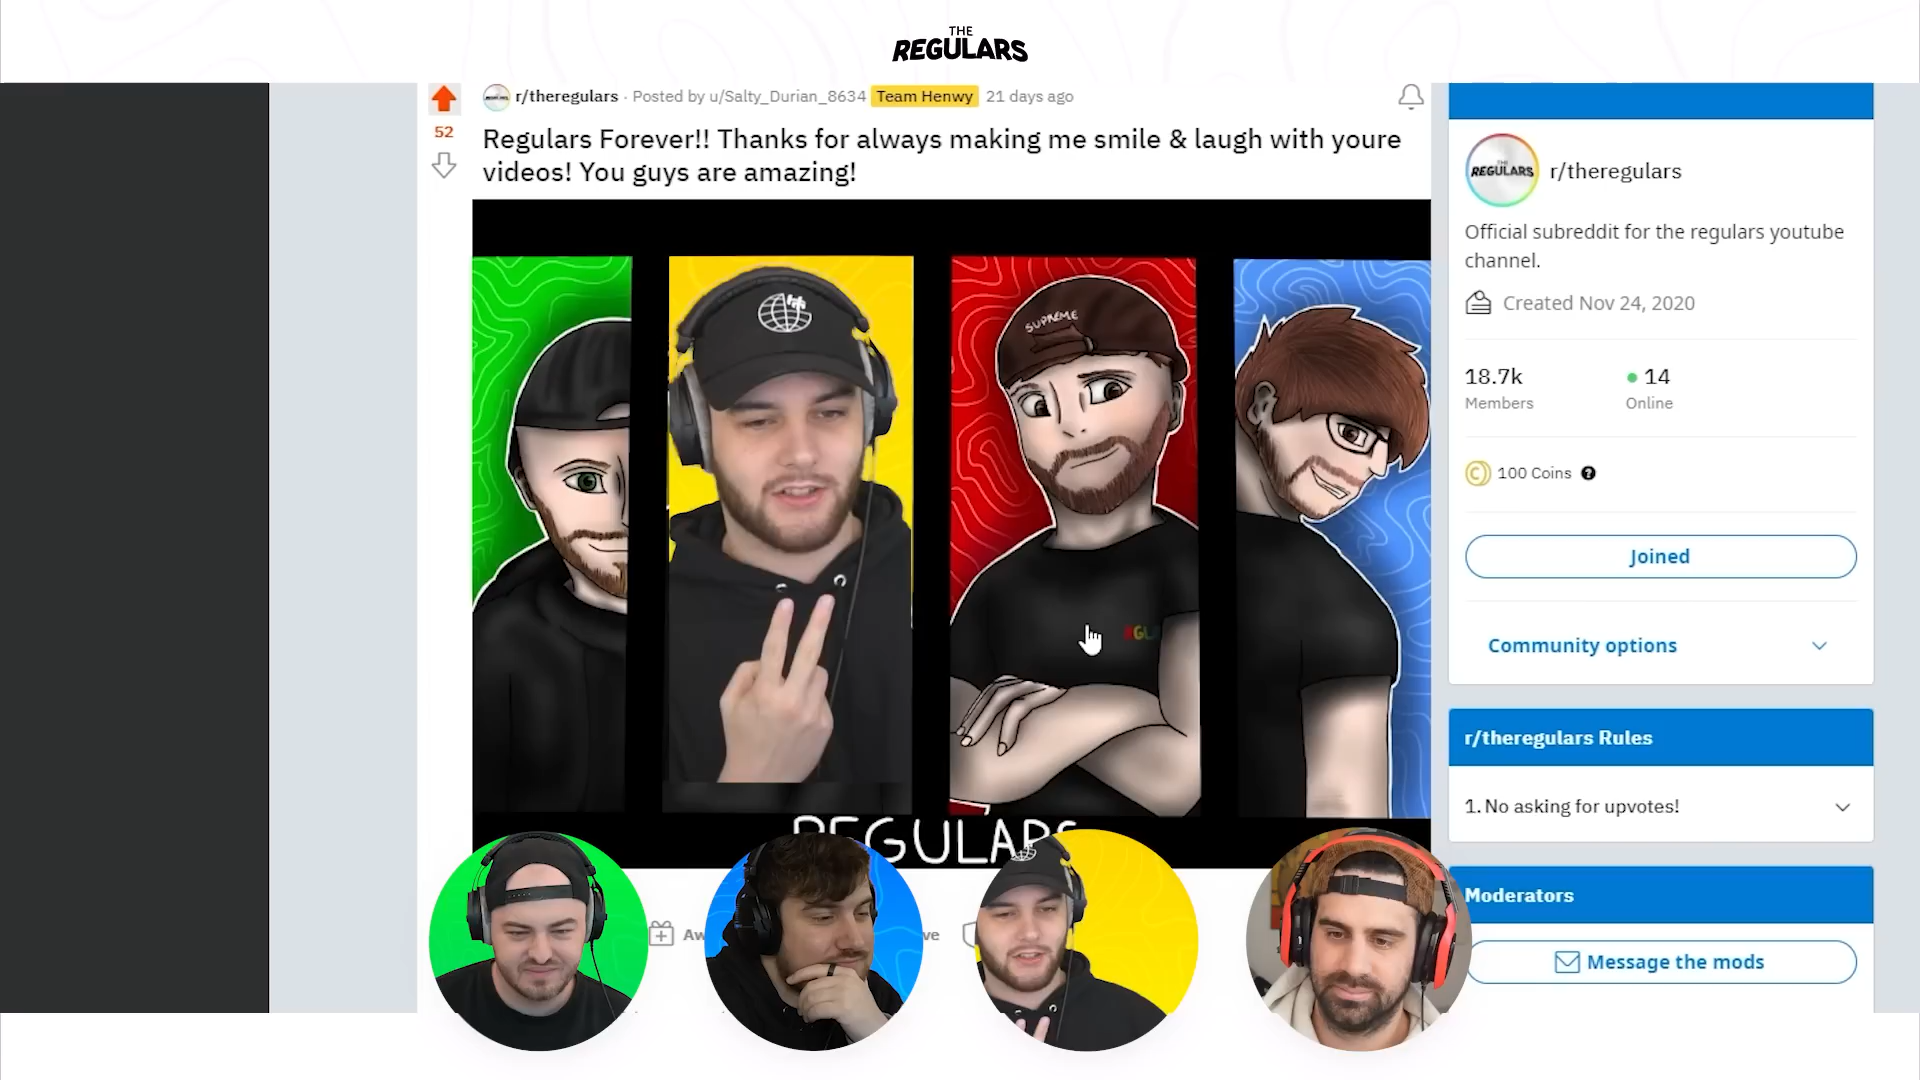 THE
REGULARS
r/theregulars · Posted by u/Salty_Durian_8634 Team Henwy 21 days ago
52
Regulars Forever!! Thanks for always making me smile & laugh with youre
videos! You guys are amazing!
SUPREME
REGULARS
THE
REGULARS
r/theregulars
Official subreddit for the regulars youtube
channel.
Created Nov 24, 2020
18.7k
14
Members
Online
100 Coins
Joined
Community options
r/theregulars Rules
1. No asking for upvotes!
Moderators
Message the mods